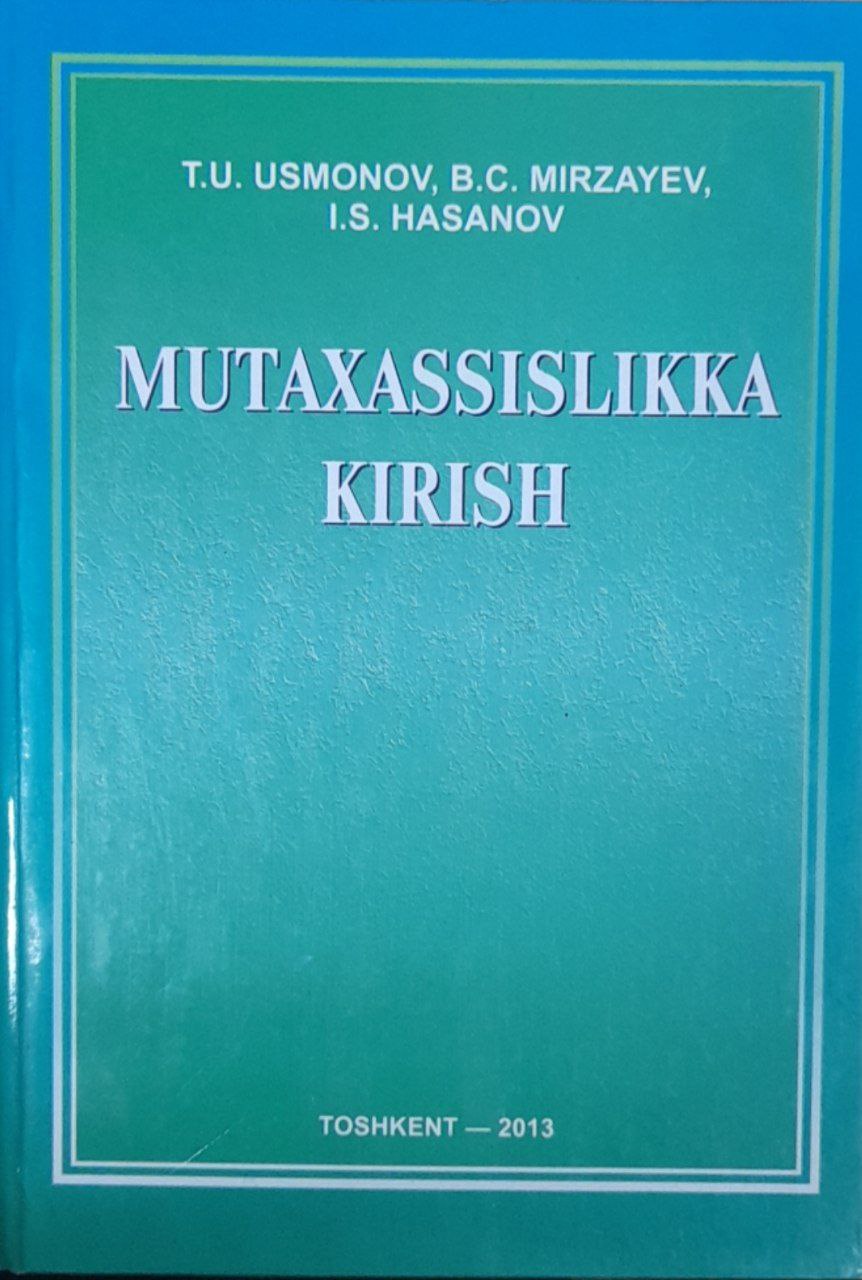 T.U. USMONOV, B.C. MIRZAYEV,
I.S. HASANOV
MUTAXASSISLIKKA
KIRISH
TOSHKENT — 2013